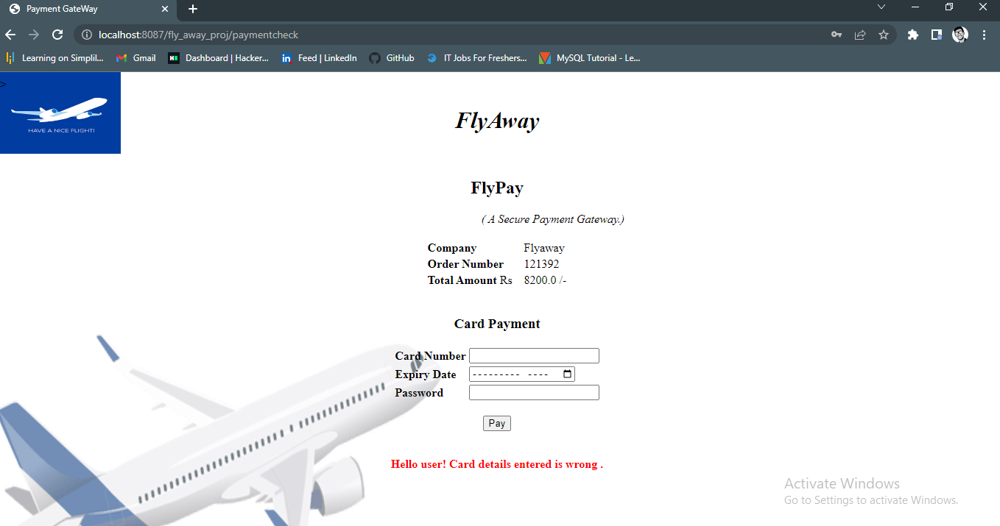 Payment GateWay
localhost:8087/fly_away_proj/paymentcheck
Learning on Simplil... Gmail Dashboard | Hacker... Feed | LinkedIn GitHub IT Jobs For Freshers... MySQL Tutorial - Le...
>
HAVE A NICE FLIGHT!
FlyAway
FlyPay
( A Secure Payment Gateway.)
Company Flyaway
Order Number 121392
Total Amount Rs 8200.0 /-
Card Payment
Card Number
Expiry Date --------- ----
Password
Pay
Hello user! Card details entered is wrong .
Activate Windows
Go to Settings to activate Windows.